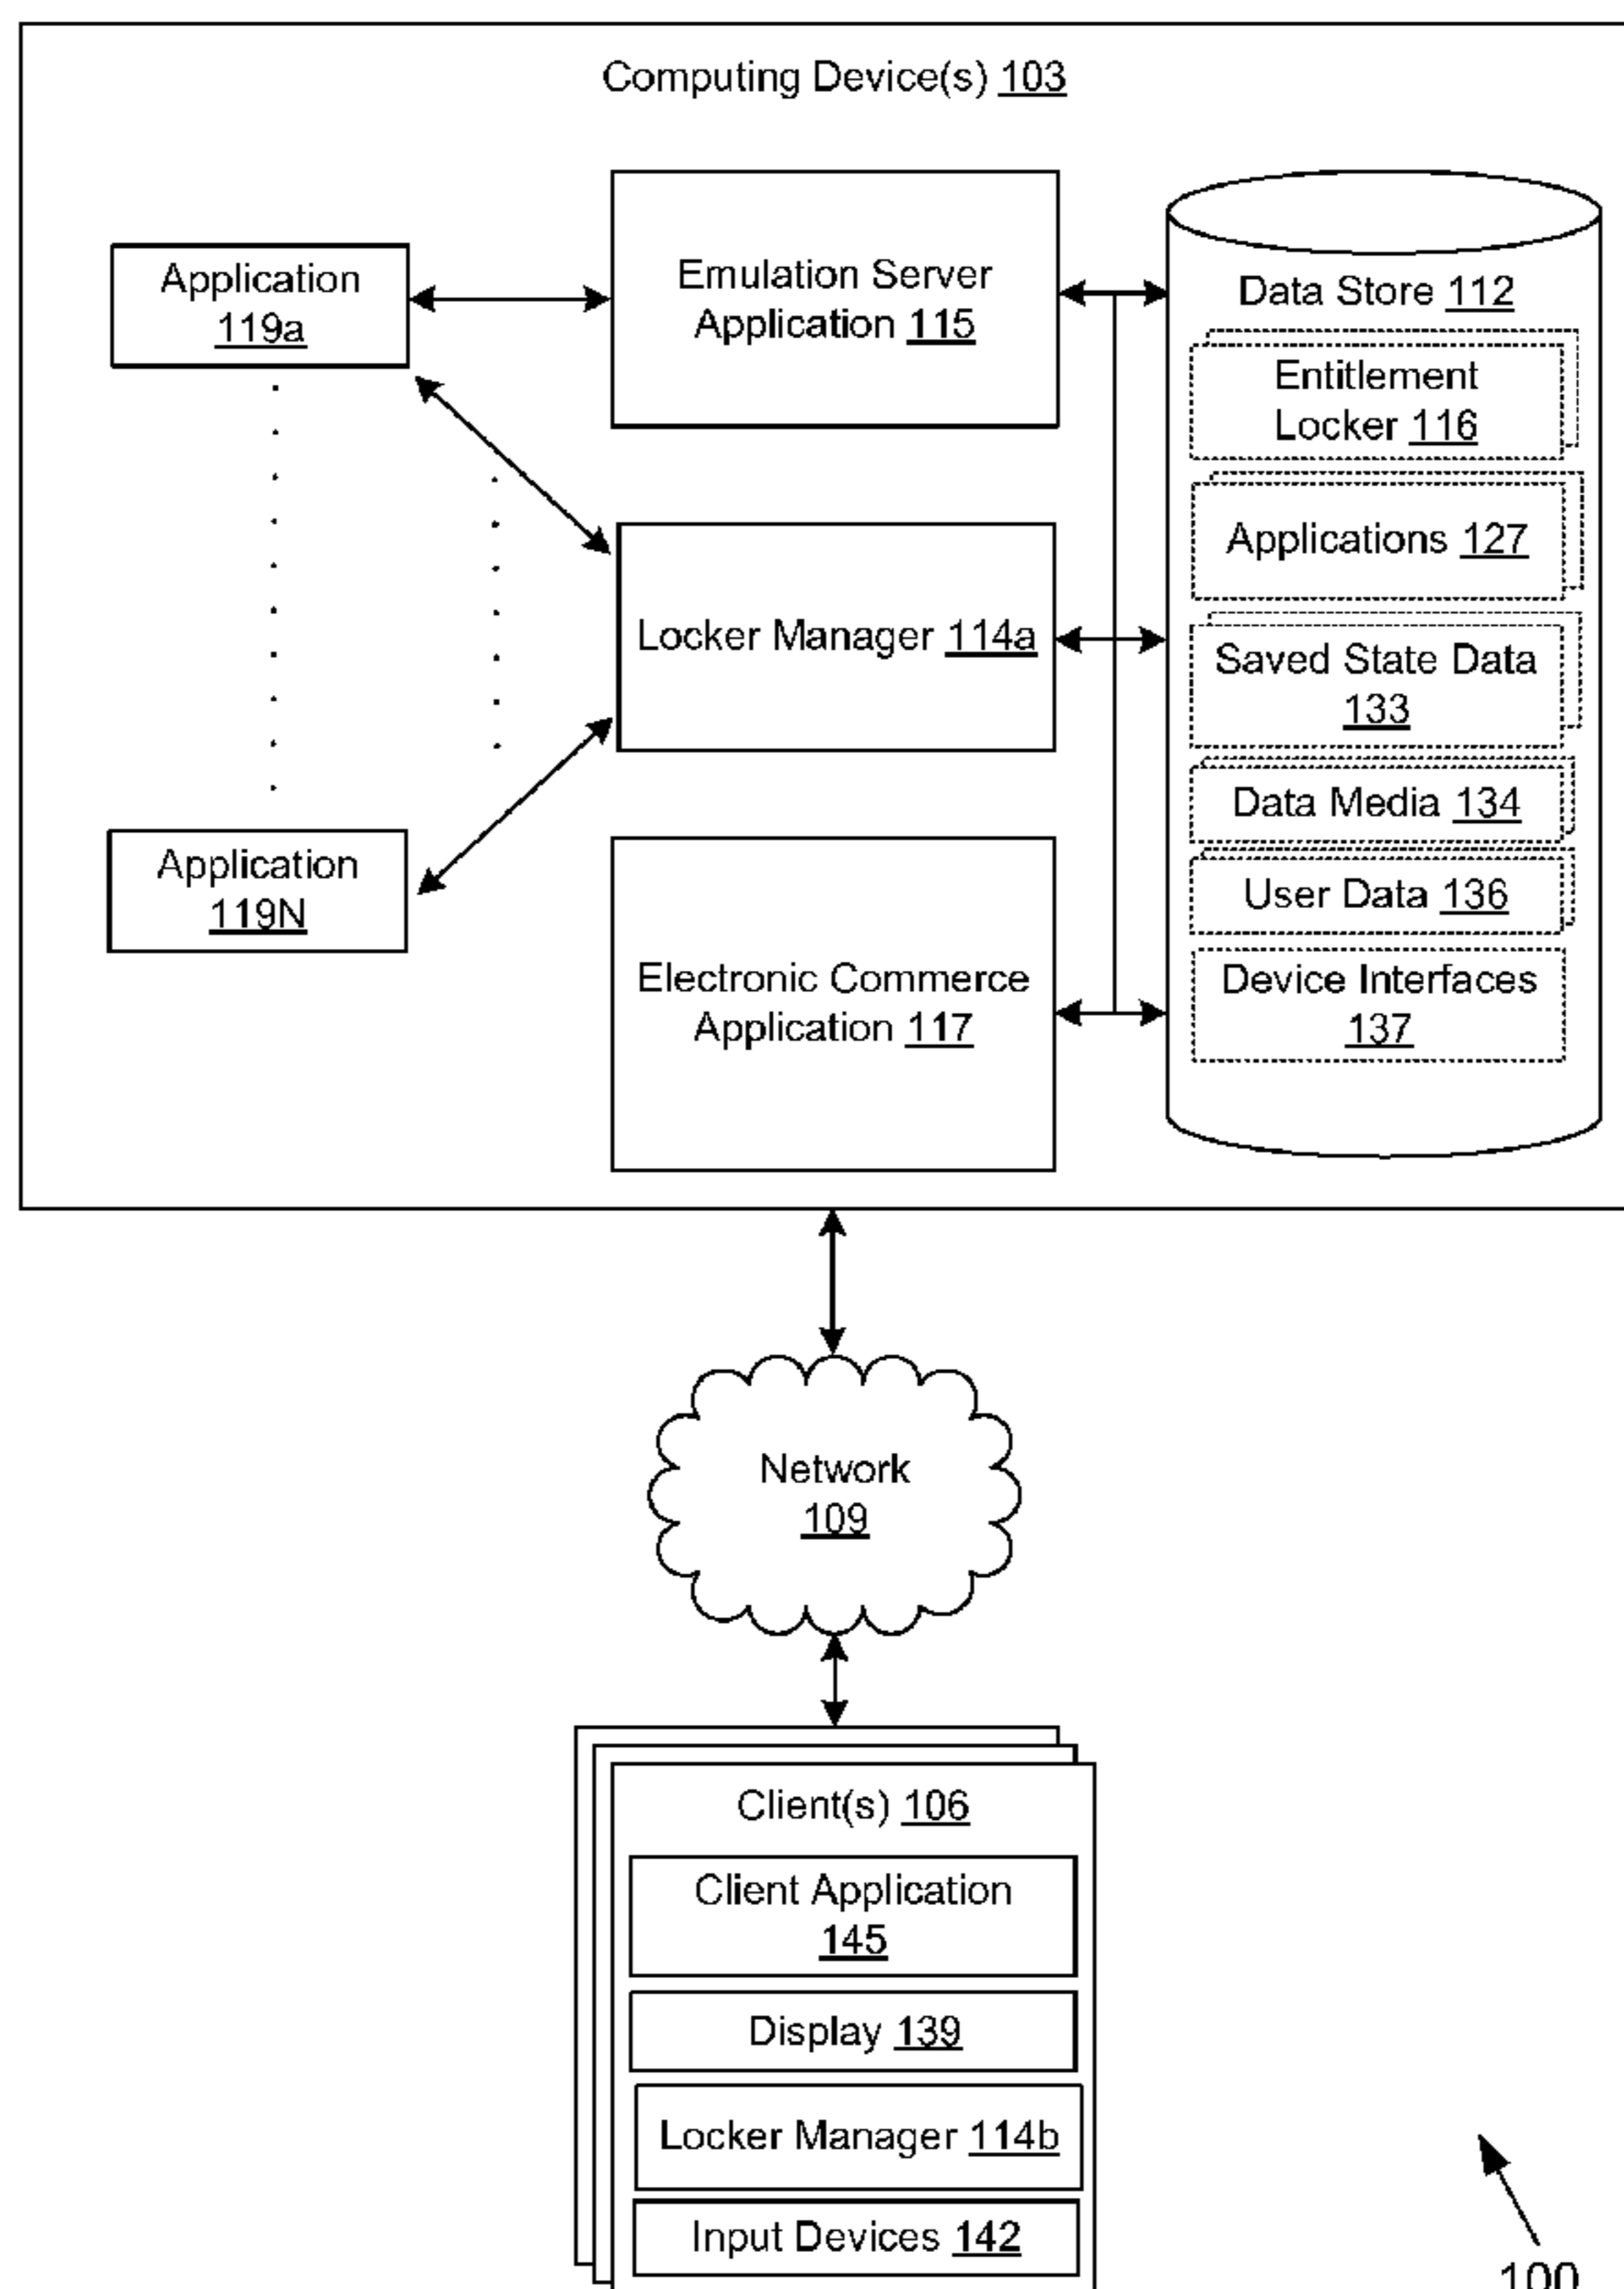 Computing Device(s) 103
Application
119a
Emulation Server
Application 115
Data Store 112
Entitlement
Locker 116
Applications 127
Locker Manager 114a
Saved State Data
133
Data Media 134
Application
119N
User Data 136
Electronic Commerce
Application 117
Device Interfaces
137
Network
109
Client(s) 106
Client Application
145
Display 139
Locker Manager 114b
Input Devices 142
100